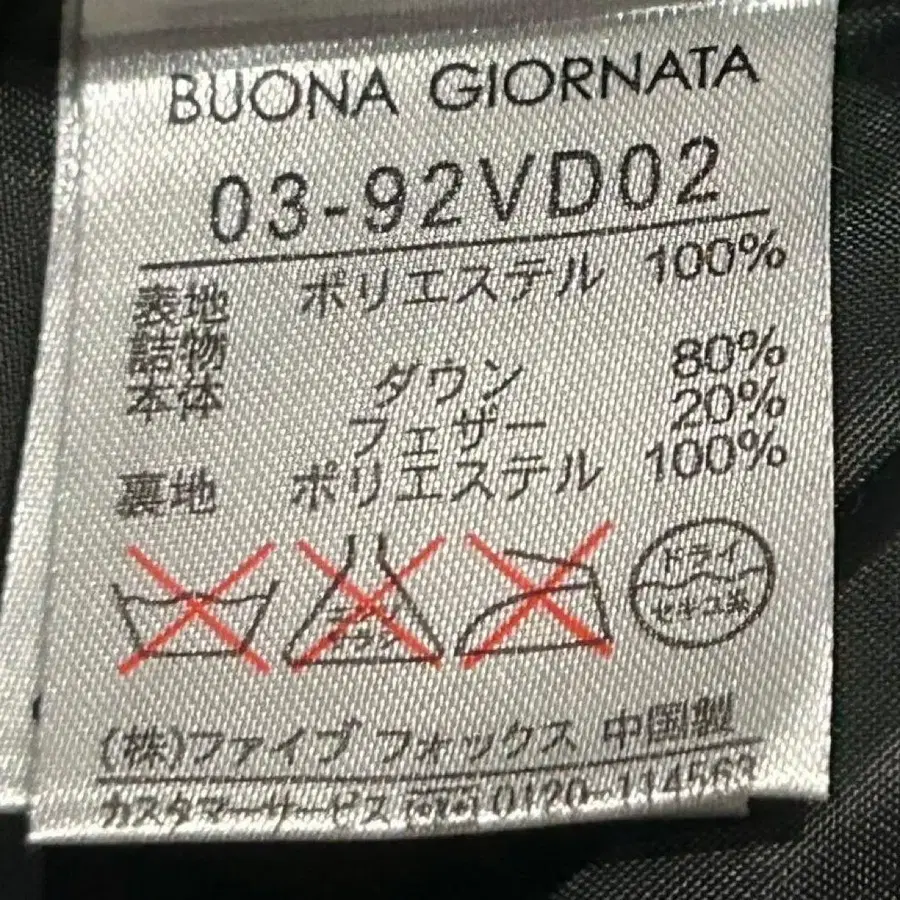 BUONA GIORNATA
03-92VD02
表地 ポリエステル 100%
詰物
本体 ダウン 80%
フェザー 20%
裏地 ポリエステル 100%
ドライ
セキユ系
(株)ファイブ フォックス 中国製
カスタマーサービス 0120-114563